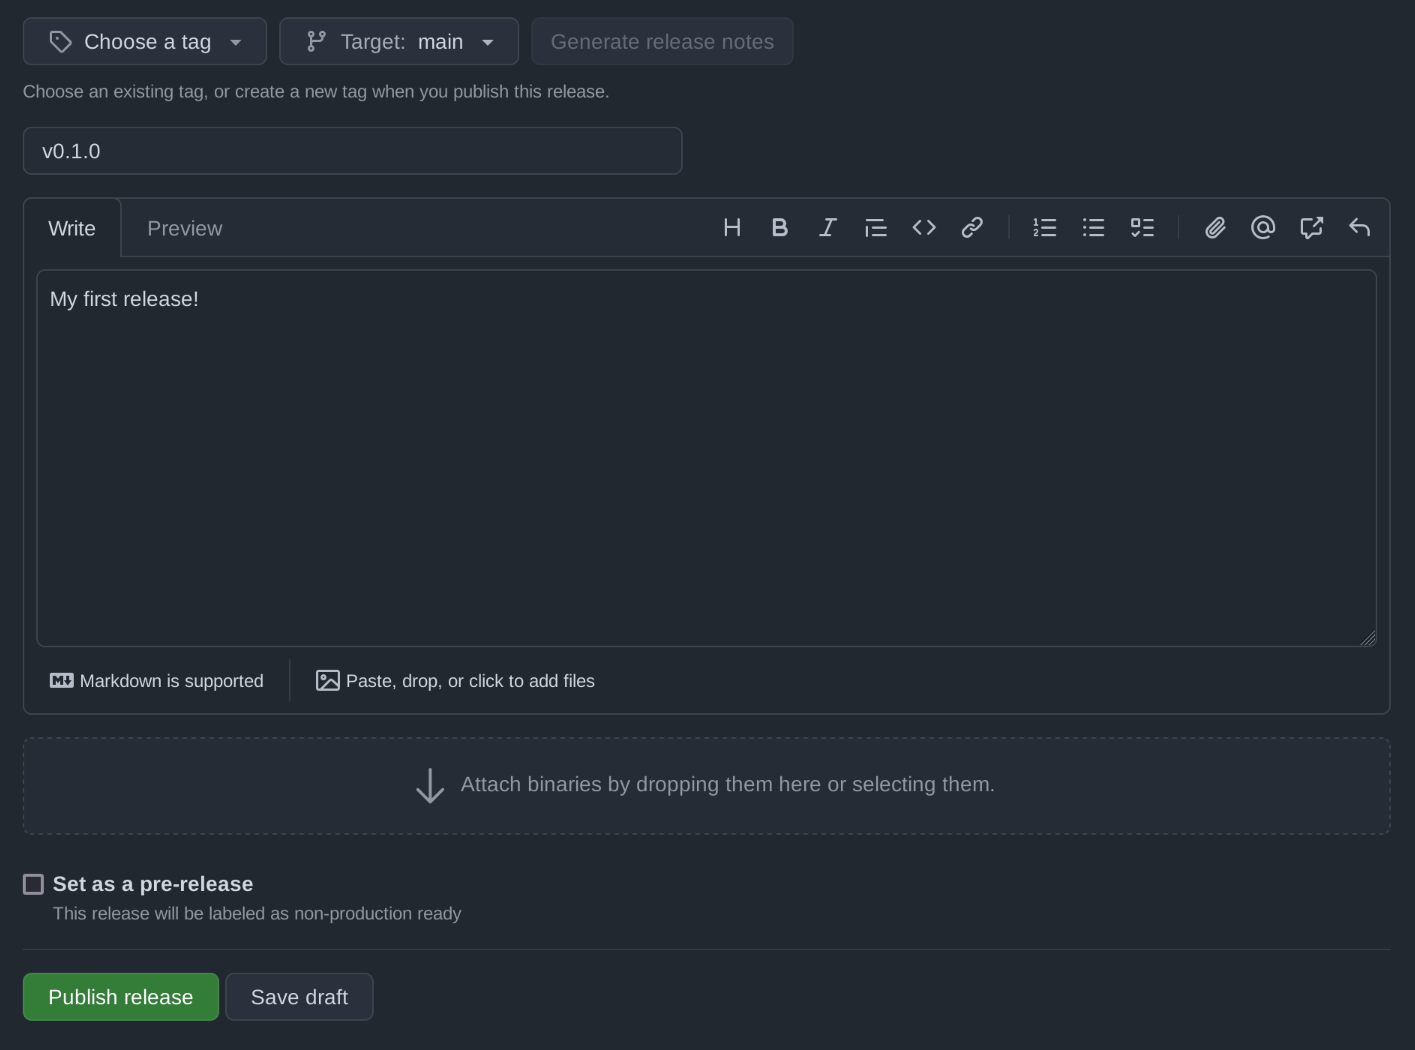 Choose a tag
Target: main
Generate release notes
Choose an existing tag, or create a new tag when you publish this release.
v0.1.0
Write
Preview
My first release!
Markdown is supported
Paste, drop, or click to add files
Attach binaries by dropping them here or selecting them.
Set as a pre-release
This release will be labeled as non-production ready
Publish release
Save draft